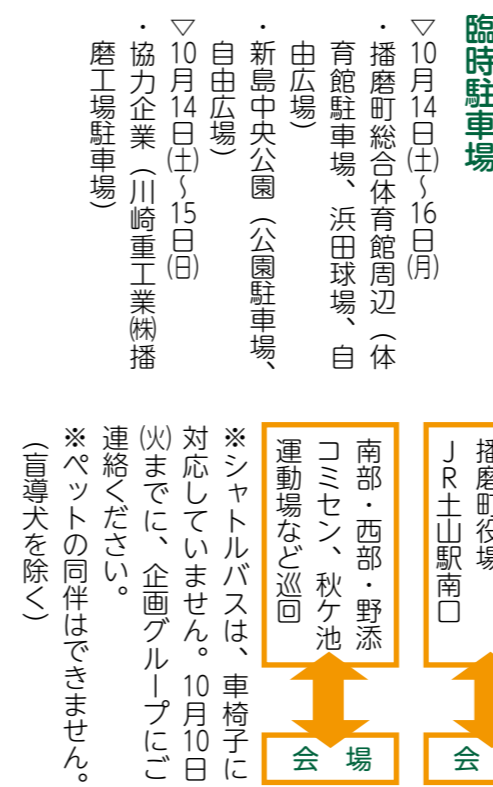 臨時駐車場
▽10月14日㈯～16日㈪
・播磨町総合体育館周辺（体
育館駐車場、浜田球場、自
由広場）
・新島中央公園（公園駐車場、
自由広場）
▽10月14日㈯～15日㈰
・協力企業（川崎重工業㈱播
磨工場駐車場）
播磨町役場
ＪＲ土山駅南口
会
南部・西部・野添
コミセン、秋ケ池
運動場など巡回
会場
※シャトルバスは、車椅子に
対応していません。10月10日
㈫までに、企画グループにご
連絡ください。
※ペットの同伴はできません。
（盲導犬を除く）